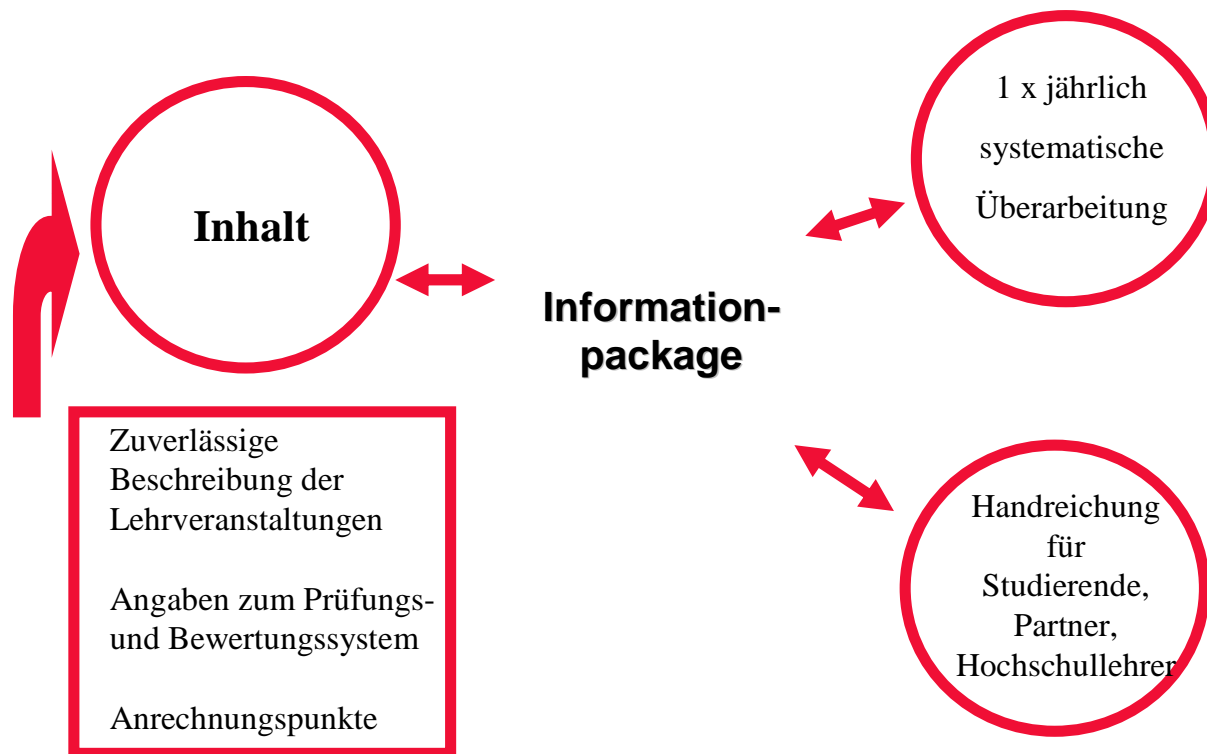 Inhalt
Zuverlässige
Beschreibung der
Lehrveranstaltungen
Angaben zum Prüfungs-
und Bewertungssystem
Anrechnungspunkte
Information-
package
1 x jährlich
systematische
Überarbeitung
Handreichung
für
Studierende,
Partner,
Hochschullehrer